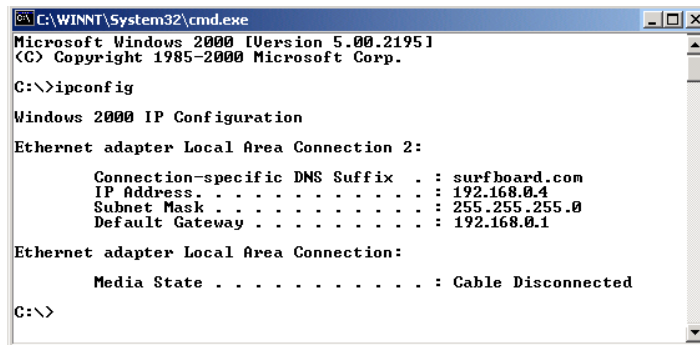 C:\WINNT\System32\cmd.exe
Microsoft Windows 2000 [Version 5.00.2195]
(C) Copyright 1985-2000 Microsoft Corp.
C:\>ipconfig
Windows 2000 IP Configuration
Ethernet adapter Local Area Connection 2:
Connection-specific DNS Suffix  . : surfboard.com
IP Address. . . . . . . . . . . . : 192.168.0.4
Subnet Mask . . . . . . . . . . . : 255.255.255.0
Default Gateway . . . . . . . . . : 192.168.0.1
Ethernet adapter Local Area Connection:
Media State . . . . . . . . . . . : Cable Disconnected
C:\>